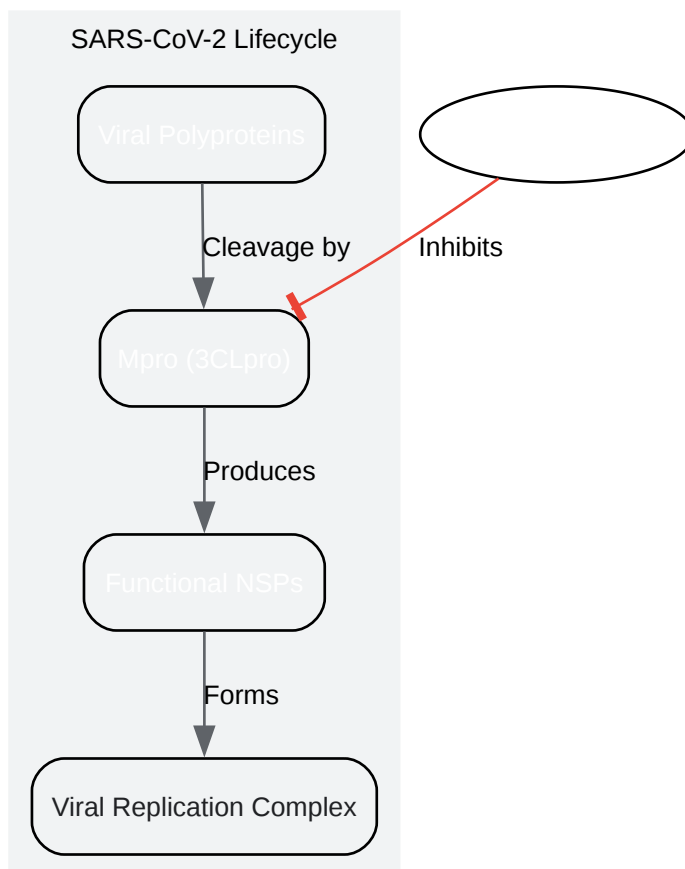 SARS-CoV-2 Lifecycle
Viral Polyproteins
Cleavage by
Inhibits
Mpro (3CLpro)
Produces
Functional NSPs
Forms
Viral Replication Complex